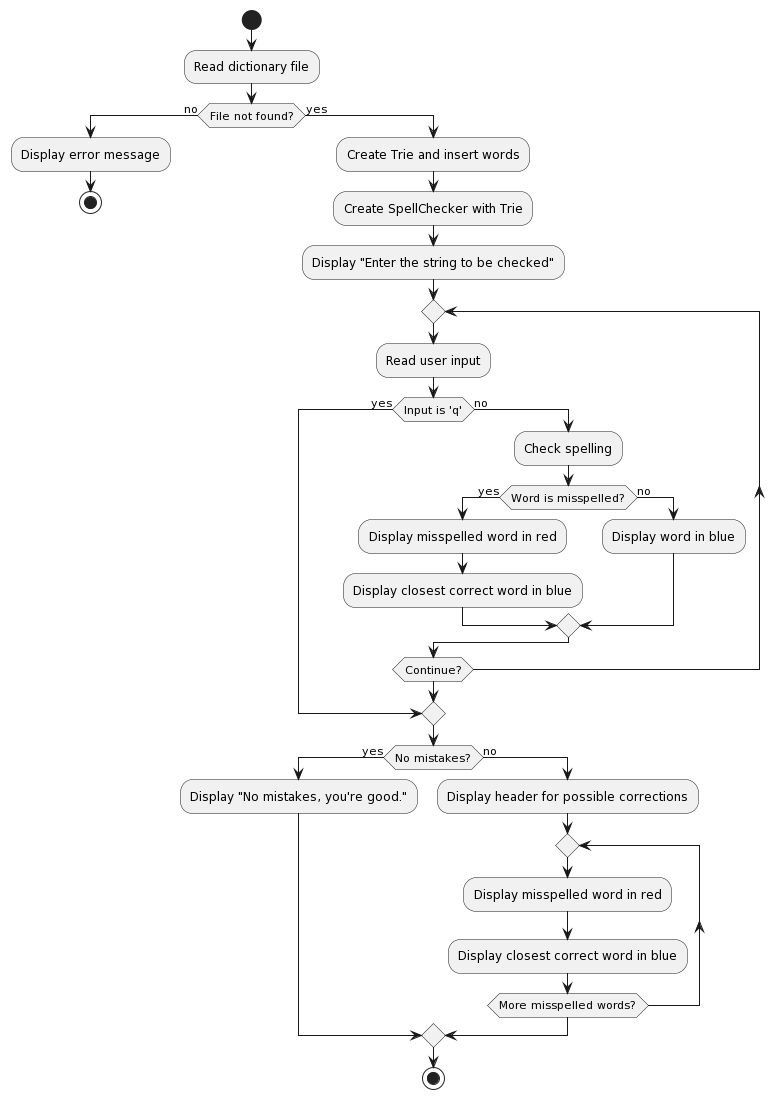 Read dictionary file
no
File not found?
yes
Display error message
Create Trie and insert words
Create SpellChecker with Trie
Display "Enter the string to be checked"
Read user input
yes
Input is 'q'
no
Check spelling
yes
Word is misspelled?
no
Display misspelled word in red
Display word in blue
Display closest correct word in blue
Continue?
yes
No mistakes?
no
Display "No mistakes, you're good."
Display header for possible corrections
Display misspelled word in red
Display closest correct word in blue
More misspelled words?